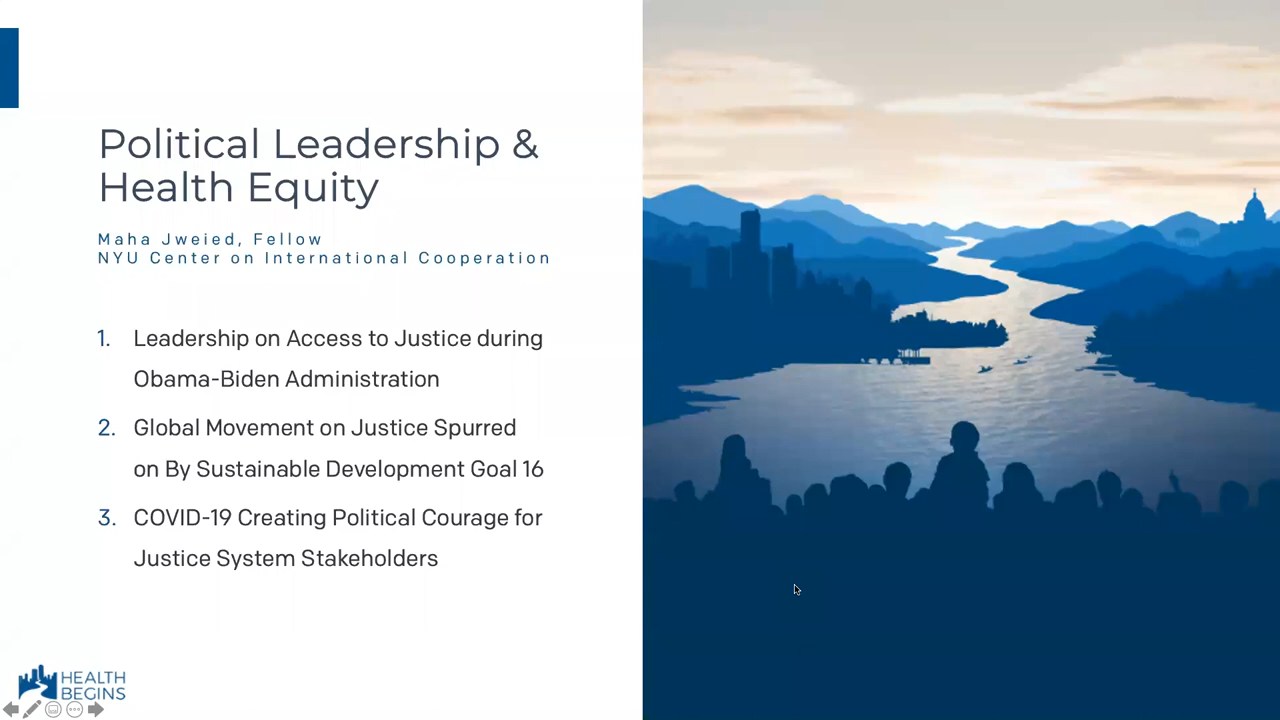 Political Leadership &
Health Equity
Maha Jweied, Fellow
NYU Center on International Cooperation
1. Leadership on Access to Justice during
Obama-Biden Administration
2. Global Movement on Justice Spurred
on By Sustainable Development Goal 16
3. COVID-19 Creating Political Courage for
Justice System Stakeholders
HEALTH
BEGINS